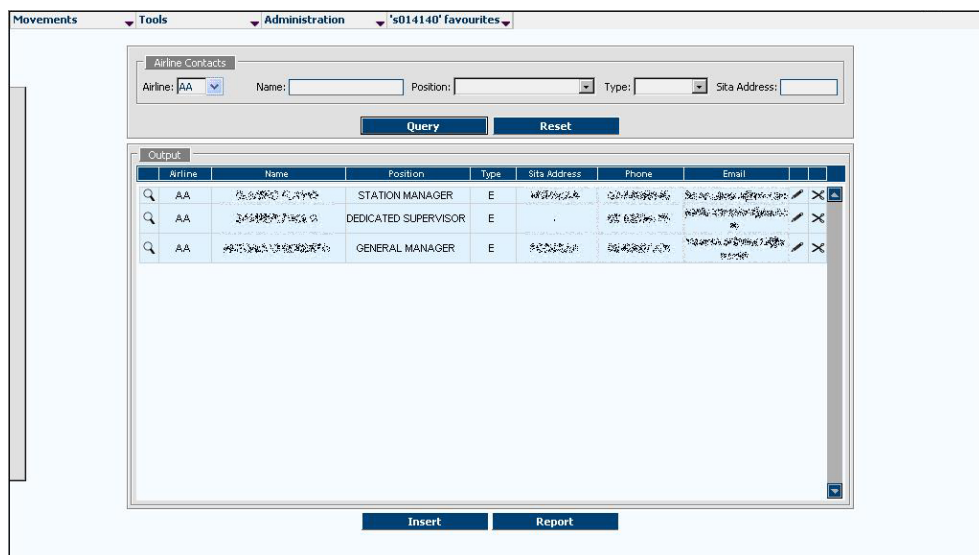 Movements Tools Administration 's014140' favourites
Airline Contacts
Airline: AA Name: Position: Type: Sita Address:
Query Reset
Output
Airline Name Position Type Sita Address Phone Email
AA STATION MANAGER E
AA DEDICATED SUPERVISOR E .
AA GENERAL MANAGER E
Insert Report